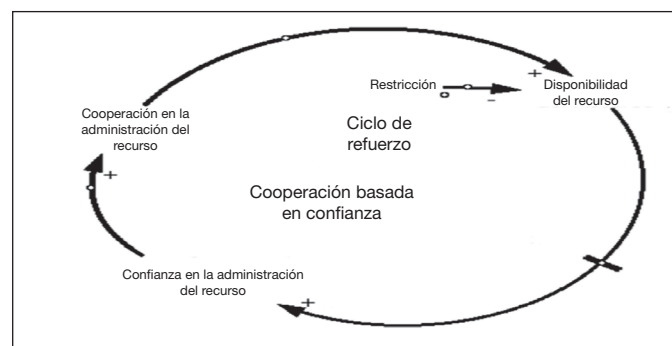 Restricción
+
Disponibilidad
del recurso
-
Cooperación en la
administración del
recurso
Ciclo de
refuerzo
+
Cooperación basada
en confianza
Confianza en la administración
del recurso
+